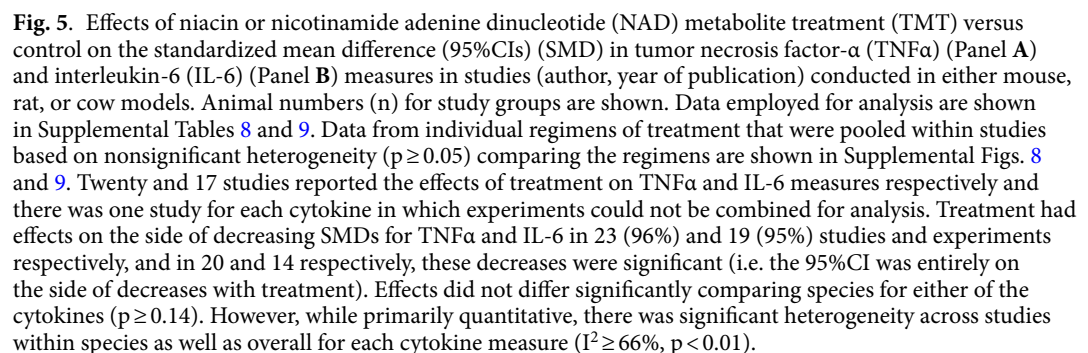 Fig. 5. Effects of niacin or nicotinamide adenine dinucleotide (NAD) metabolite treatment (TMT) versus
control on the standardized mean difference (95%CIs) (SMD) in tumor necrosis factor-α (TNFα) (Panel A)
and interleukin-6 (IL-6) (Panel B) measures in studies (author, year of publication) conducted in either mouse,
rat, or cow models. Animal numbers (n) for study groups are shown. Data employed for analysis are shown
in Supplemental Tables 8 and 9. Data from individual regimens of treatment that were pooled within studies
based on nonsignificant heterogeneity (p ≥ 0.05) comparing the regimens are shown in Supplemental Figs. 8
and 9. Twenty and 17 studies reported the effects of treatment on TNFα and IL-6 measures respectively and
there was one study for each cytokine in which experiments could not be combined for analysis. Treatment had
effects on the side of decreasing SMDs for TNFα and IL-6 in 23 (96%) and 19 (95%) studies and experiments
respectively, and in 20 and 14 respectively, these decreases were significant (i.e. the 95%CI was entirely on
the side of decreases with treatment). Effects did not differ significantly comparing species for either of the
cytokines (p ≥ 0.14). However, while primarily quantitative, there was significant heterogeneity across studies
within species as well as overall for each cytokine measure (I² ≥ 66%, p < 0.01).